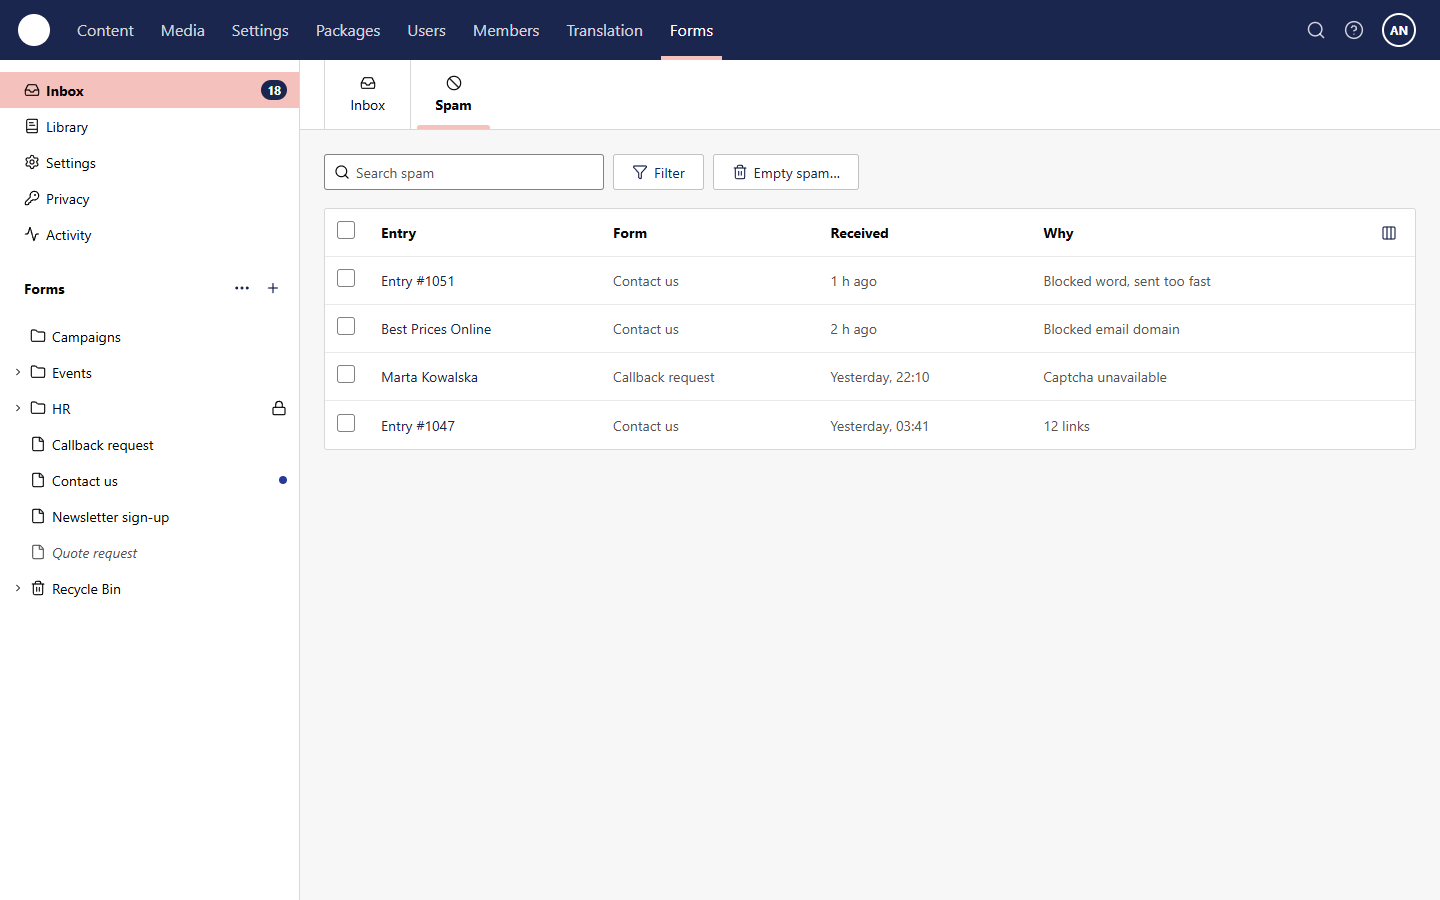 Content Media Settings Packages Users Members Translation Forms AN
Inbox 18
Library
Settings
Privacy
Activity
Forms
Campaigns
Events
HR
Callback request
Contact us
Newsletter sign-up
Quote request
Recycle Bin
Inbox Spam
Search spam Filter Empty spam...
Entry Form Received Why
Entry #1051 Contact us 1 h ago Blocked word, sent too fast
Best Prices Online Contact us 2 h ago Blocked email domain
Marta Kowalska Callback request Yesterday, 22:10 Captcha unavailable
Entry #1047 Contact us Yesterday, 03:41 12 links